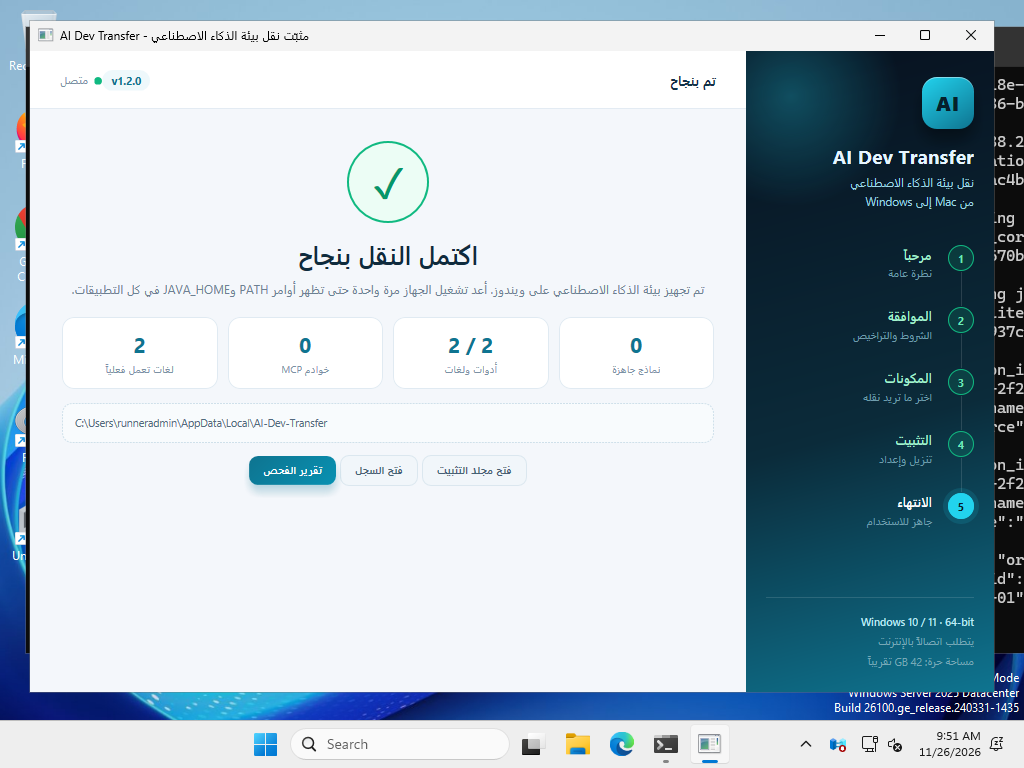 AI Dev Transfer - مثبّت نقل بيئة الذكاء الاصطناعي
تم بنجاح
v1.2.0
متصل
AI
AI Dev Transfer
نقل بيئة الذكاء الاصطناعي
من Mac إلى Windows
1
مرحباً
نظرة عامة
2
الموافقة
الشروط والتراخيص
3
المكونات
اختر ما تريد نقله
4
التثبيت
تنزيل وإعداد
5
الانتهاء
جاهز للاستخدام
Windows 10 / 11 · 64-bit
يتطلب اتصالاً بالإنترنت
مساحة حرة: 42 GB تقريباً
✓
اكتمل النقل بنجاح
تم تجهيز بيئة الذكاء الاصطناعي على ويندوز. أعد تشغيل الجهاز مرة واحدة حتى تظهر أوامر PATH وJAVA_HOME في كل التطبيقات.
0
نماذج جاهزة
2 / 2
أدوات ولغات
0
خوادم MCP
2
لغات تعمل فعلياً
C:\Users\runneradmin\AppData\Local\AI-Dev-Transfer
فتح مجلد التثبيت
فتح السجل
تقرير الفحص
Mode
Windows Server 2025 Datacenter
Build 26100.ge_release.240331-1435
Search
9:51 AM
11/26/2026